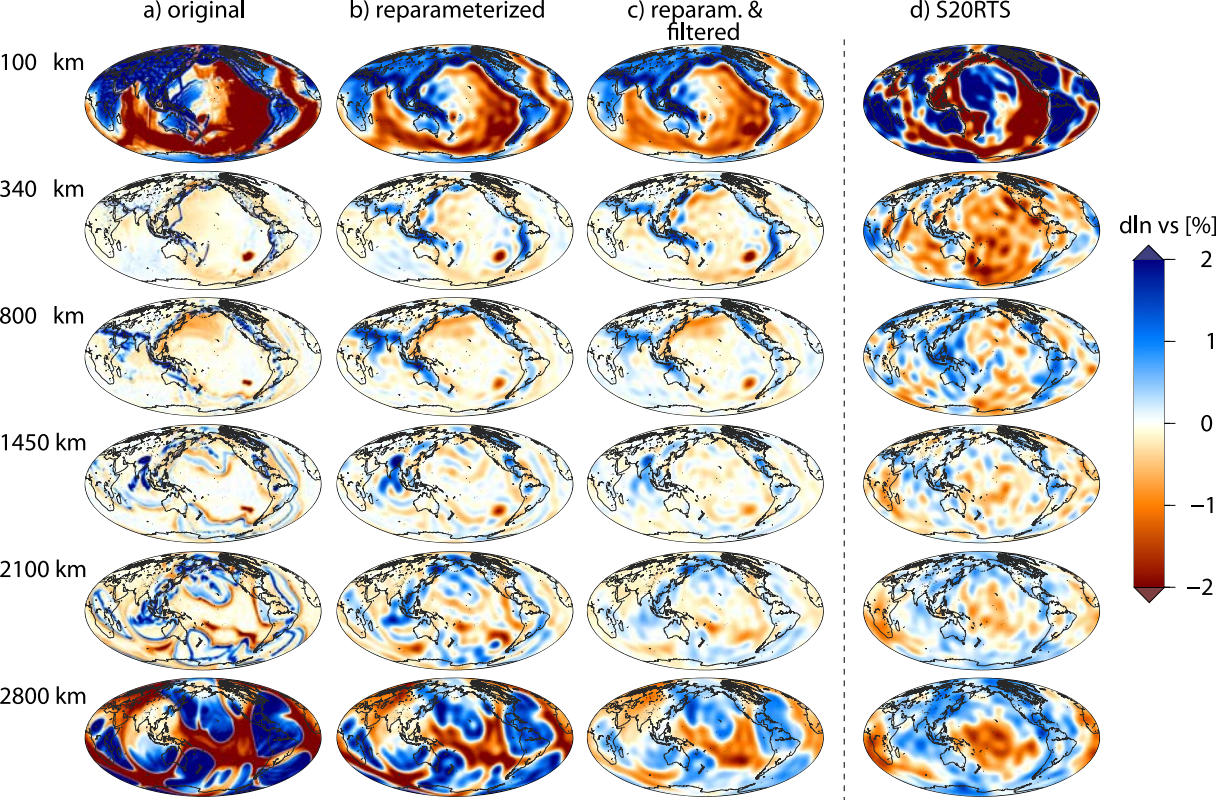 a) original
b) reparameterized
c) reparam. &
filtered
d) S20RTS
100 km
340 km
800 km
1450 km
2100 km
2800 km
dln vs [%]
2
1
0
−1
−2